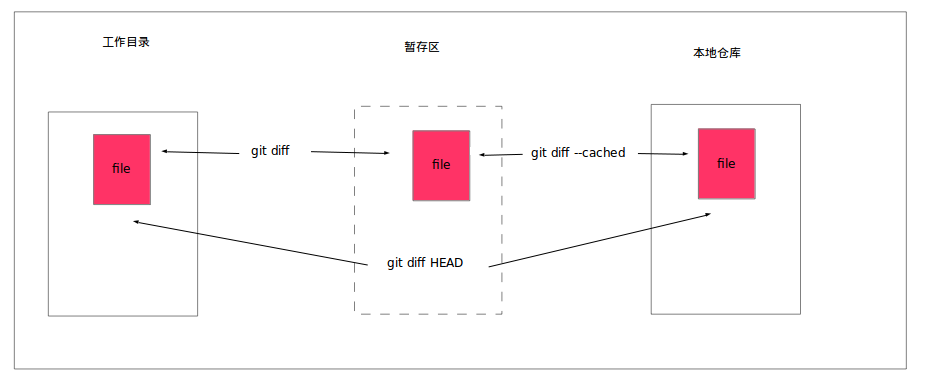 工作目录
暂存区
本地仓库
file
git diff
file
git diff --cached
file
git diff HEAD